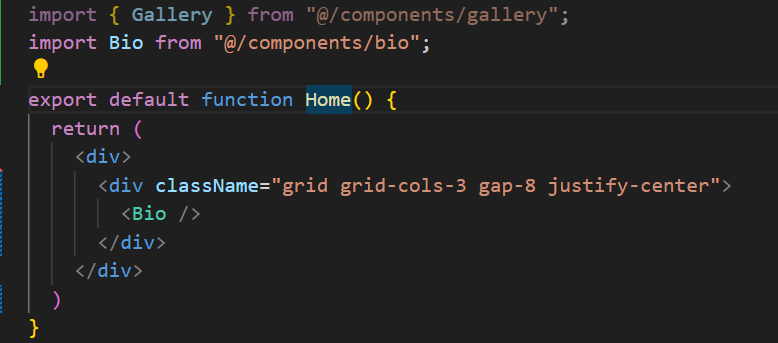 import { Gallery } from "@/components/gallery";
import Bio from "@/components/bio";
export default function Home() {
return (
<div>
<div className="grid grid-cols-3 gap-8 justify-center">
<Bio />
</div>
</div>
)
}